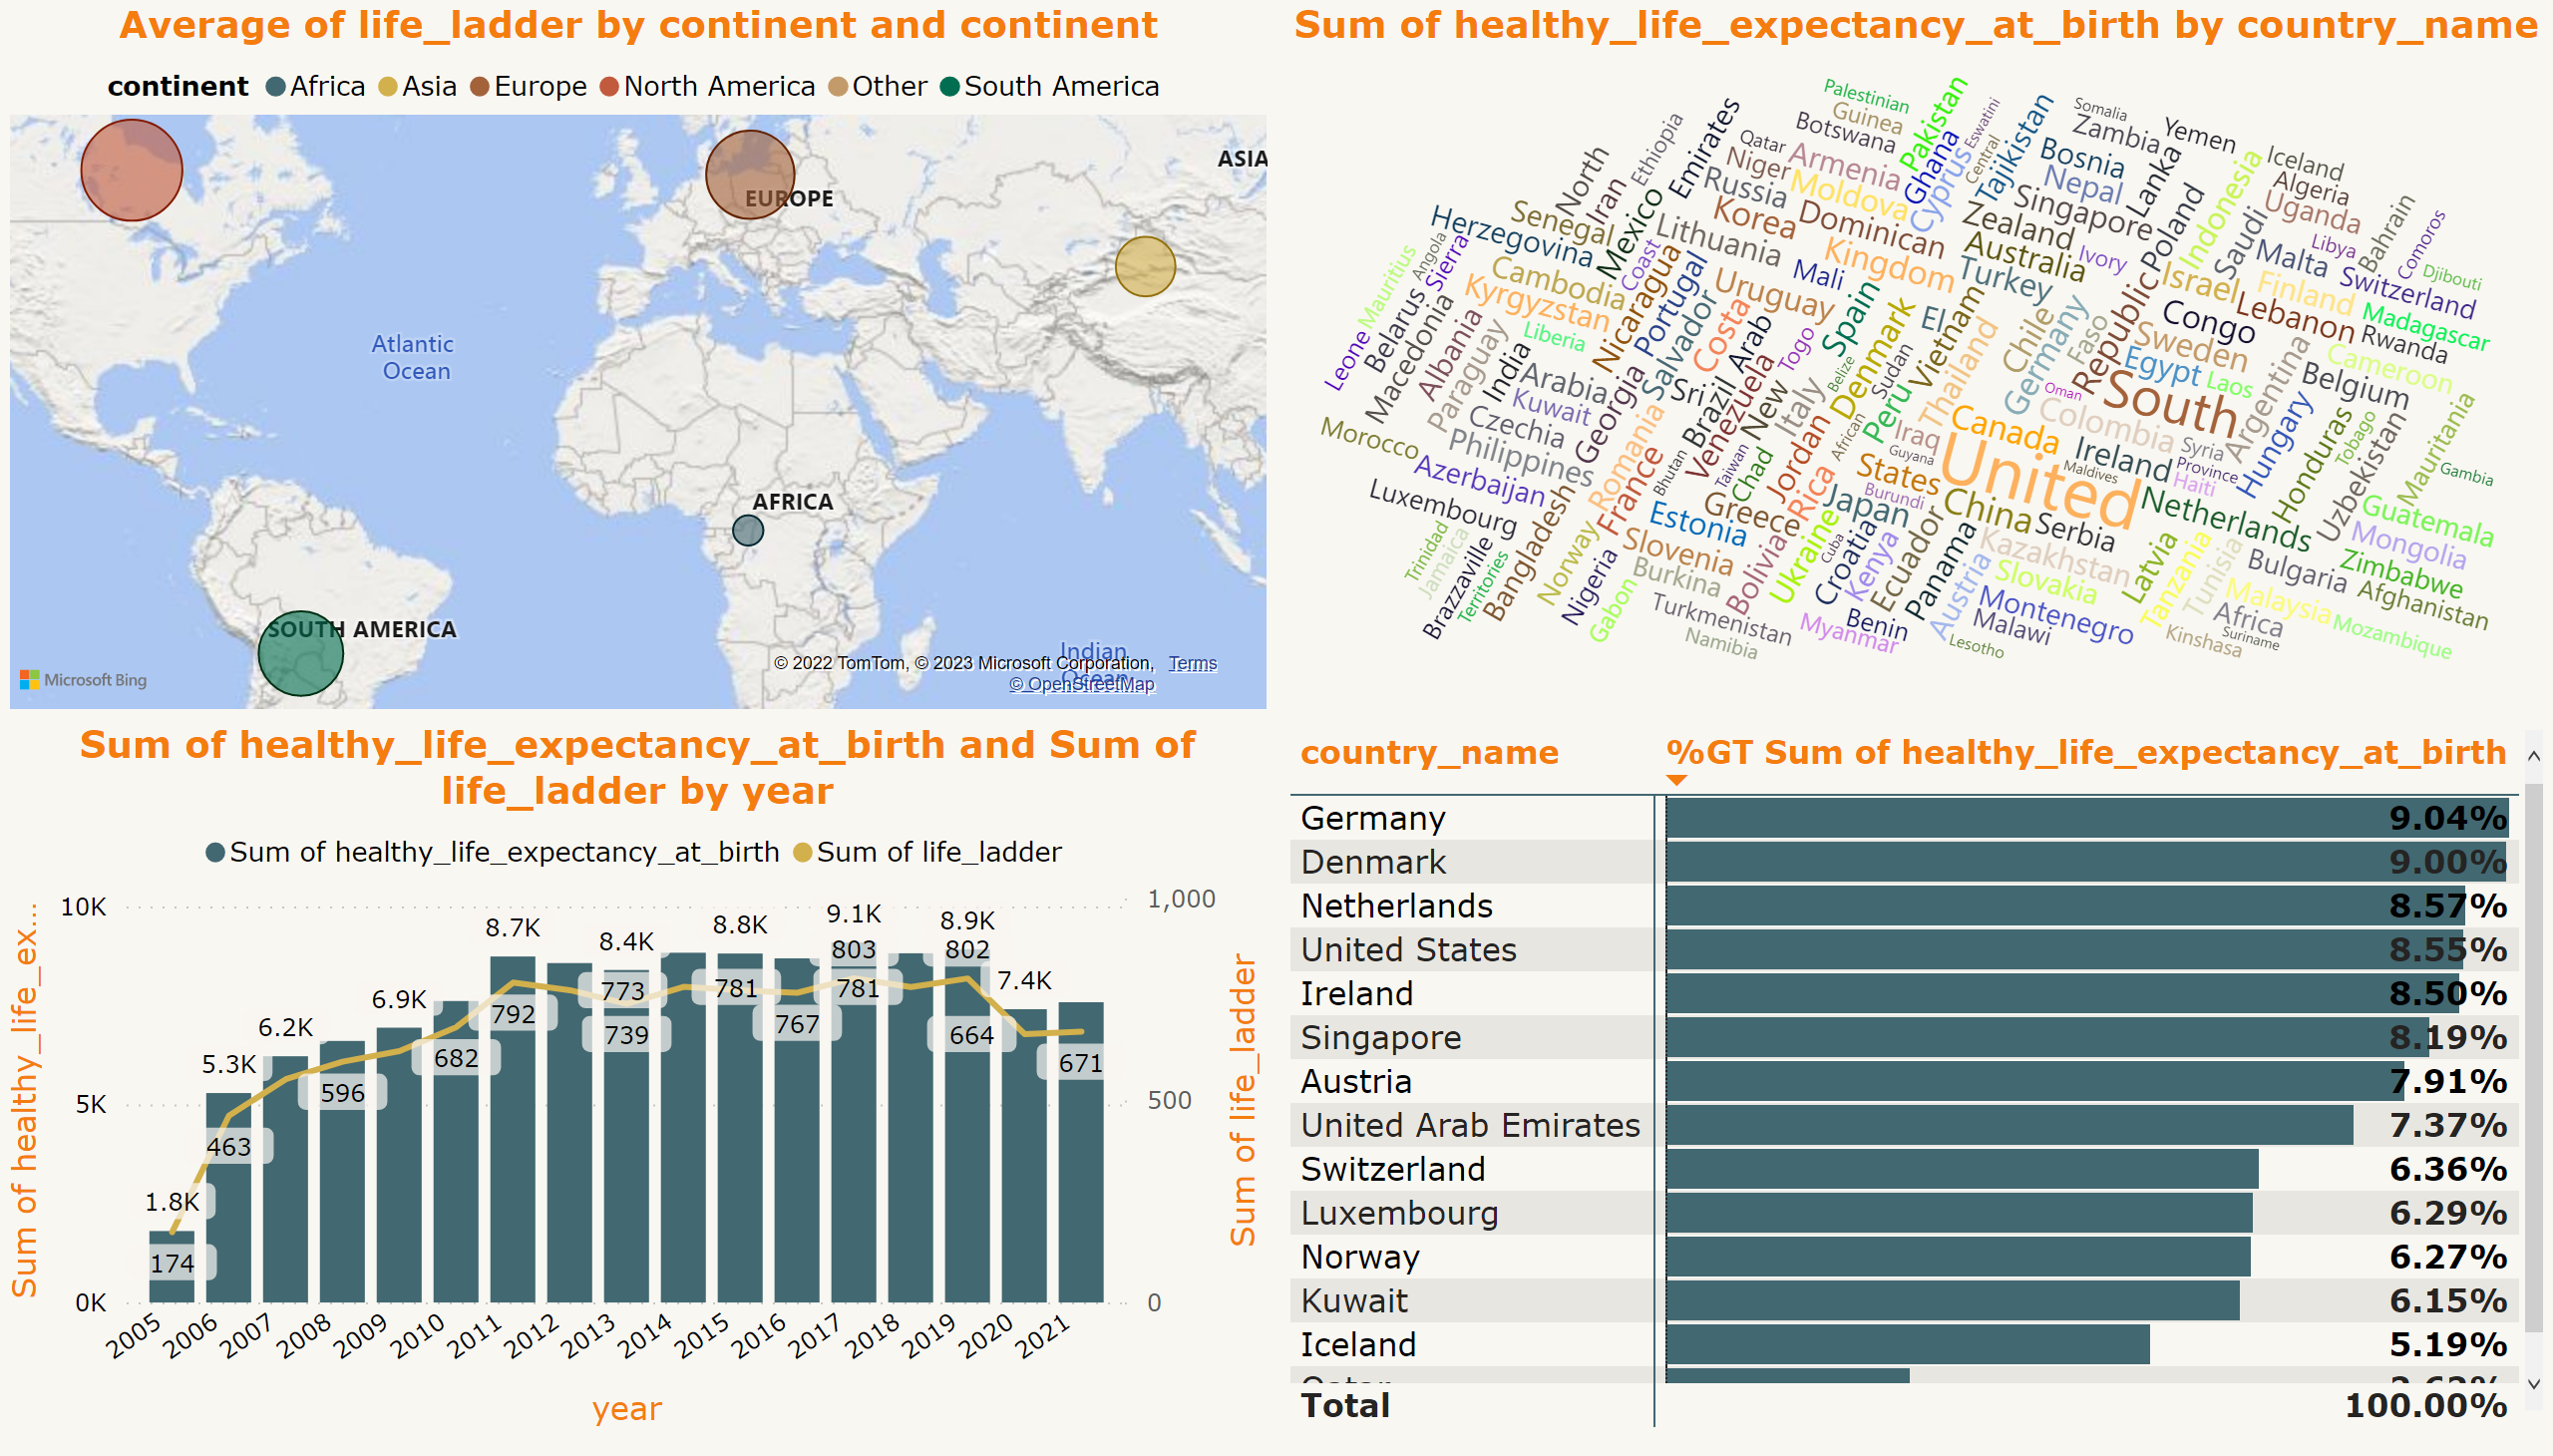 Average of life_ladder by continent and continent
continent Africa Asia Europe North America Other South America
ASIA
EUROPE
Atlantic
Ocean
AFRICA
SOUTH AMERICA
Indian
Ocean
© 2022 TomTom, © 2023 Microsoft Corporation, Terms
© OpenStreetMap
Microsoft Bing
Sum of healthy_life_expectancy_at_birth by country_name
Palestinian
Guinea
Botswana
Pakistan
Eswatini
Ghana
Cyprus
Central
Tajikistan
Somalia
Zambia
Yemen
Bosnia
Nepal
Lanka
Iceland
Algeria
Uganda
Indonesia
Saudi
Bahrain
Comoros
Libya
Malta
Djibouti
Switzerland
Finland
Madagascar
Rwanda
Lebanon
Israel
Poland
Singapore
Zealand
Australia
Ivory
Turkey
Republic
Congo
Sweden
Egypt
Laos
South
Cameroon
Belgium
Argentina
Hungary
Honduras
Tobago
Uzbekistan
Mauritania
Gambia
Guatemala
Mongolia
Zimbabwe
Afghanistan
Mozambique
Malaysia
Bulgaria
Tunisia
Tanzania
Latvia
Africa
Suriname
Kinshasa
Netherlands
Haiti
Province
Syria
Ireland
Maldives
Colombia
Oman
Canada
United
China
Serbia
Kazakhstan
Slovakia
Montenegro
Malawi
Lesotho
Austria
Panama
Ecuador
Kenya
Croatia
Benin
Myanmar
Cuba
Ukraine
Bolivia
Turkmenistan
Namibia
Burkina
Slovenia
Estonia
Gabon
Nigeria
Norway
Bangladesh
Territories
Brazzaville
Jamaica
Trinidad
Luxembourg
Azerbaijan
Morocco
Philippines
Czechia
Kuwait
Arabia
India
Paraguay
Albania
Macedonia
Belarus
Leone
Mauritius
Sierra
Angola
Herzegovina
Senegal
North
Iran
Ethiopia
Emirates
Qatar
Niger
Armenia
Russia
Moldova
Mexico
Korea
Dominican
Lithuania
Kingdom
Coast
Cambodia
Kyrgyzstan
Liberia
Nicaragua
Portugal
Uruguay
Mali
Salvador
Costa
Arab
Togo
Spain
El
Vietnam
Denmark
Belize
Sudan
Chile
Germany
Faso
Thailand
Peru
Iraq
Guyana
African
States
Burundi
Japan
Rica
Jordan
Italy
New
Venezuela
Brazil
Sri
Georgia
Romania
France
Bhutan
Taiwan
Chad
Greece
Sum of healthy_life_expectancy_at_birth and Sum of
life_ladder by year
Sum of healthy_life_expectancy_at_birth Sum of life_ladder
Sum of healthy_life_ex...
10K
5K
0K
1.8K
5.3K
6.2K
6.9K
8.7K
8.4K
8.8K
9.1K
8.9K
7.4K
174
463
596
682
792
773
739
781
767
803
781
802
664
671
1,000
500
0
Sum of life_ladder
2005 2006 2007 2008 2009 2010 2011 2012 2013 2014 2015 2016 2017 2018 2019 2020 2021
year
country_name %GT Sum of healthy_life_expectancy_at_birth
Germany 9.04%
Denmark 9.00%
Netherlands 8.57%
United States 8.55%
Ireland 8.50%
Singapore 8.19%
Austria 7.91%
United Arab Emirates 7.37%
Switzerland 6.36%
Luxembourg 6.29%
Norway 6.27%
Kuwait 6.15%
Iceland 5.19%
Total 100.00%